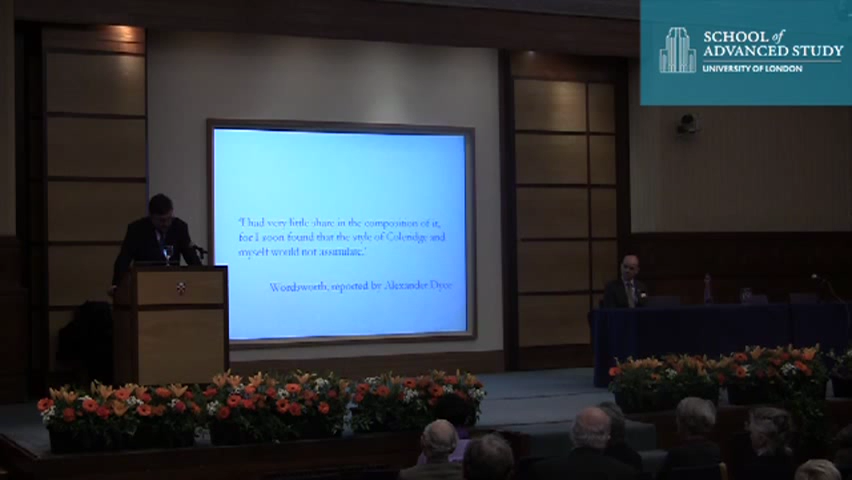 SCHOOL of
ADVANCED STUDY
UNIVERSITY OF LONDON
'I had very little share in the composition of it,
for I soon found that the style of Coleridge and
myself would not assimilate.'
Wordsworth, reported by Alexander Dyce